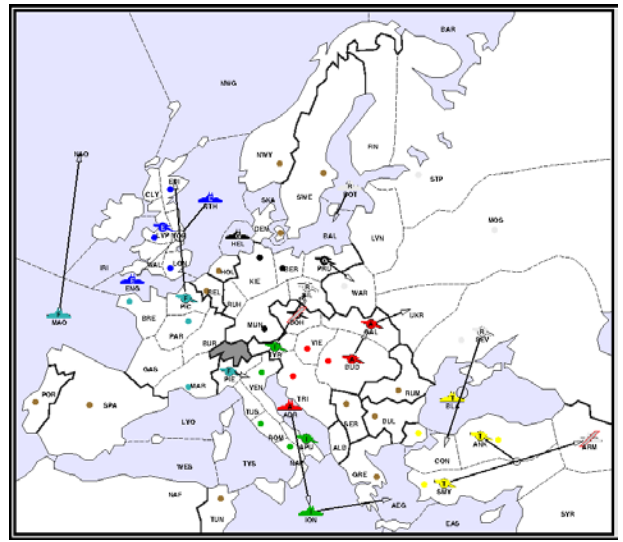 BAR
NWG
FIN
NWY
NAO
EDI
STP
CLY
SWE
BOT
NTH
SKA
MOS
DEN
LVP YOR
HEL
BAL
LVN
IRI
WAL
LON
HOL
KIE
BER
PRU
ENG
BEL
WAR
RUH
PIC
MAO
BRE
BOH
UKR
GAL
MUN
SEV
PAR
BUR
TYR
VIE
BUD
GAS
PIE
MAR
VEN
RUM
TRI
BLA
POR
SPA
ADR
TUS
SER
BUL
LYO
ROM
APU
ANK
ARM
NAP
ALB
CON
WES
TYS
GRE
SMY
NAF
AEG
TUN
ION
SYR
EAS